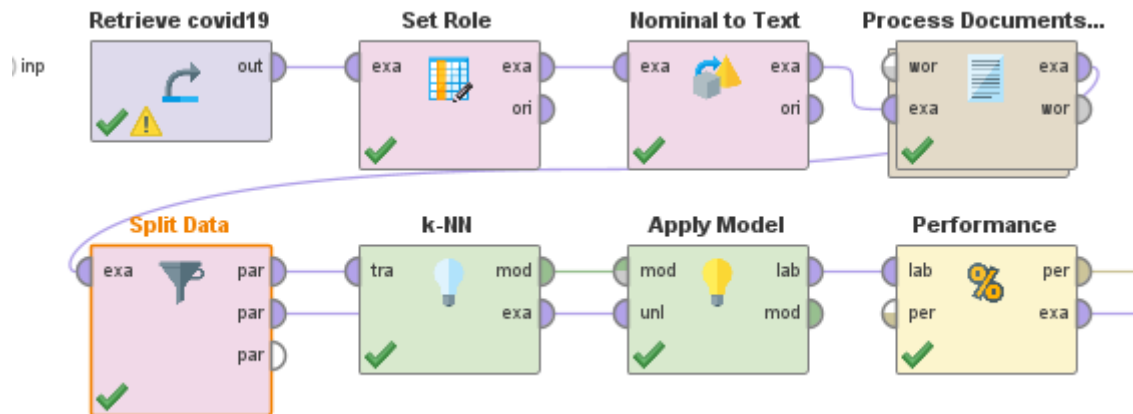 Retrieve covid19 Set Role Nominal to Text Process Documents...
inp out exa exa exa exa wor exa
ori ori exa wor
Split Data k-NN Apply Model Performance
exa par tra mod mod lab lab per
par exa unl mod per exa
par